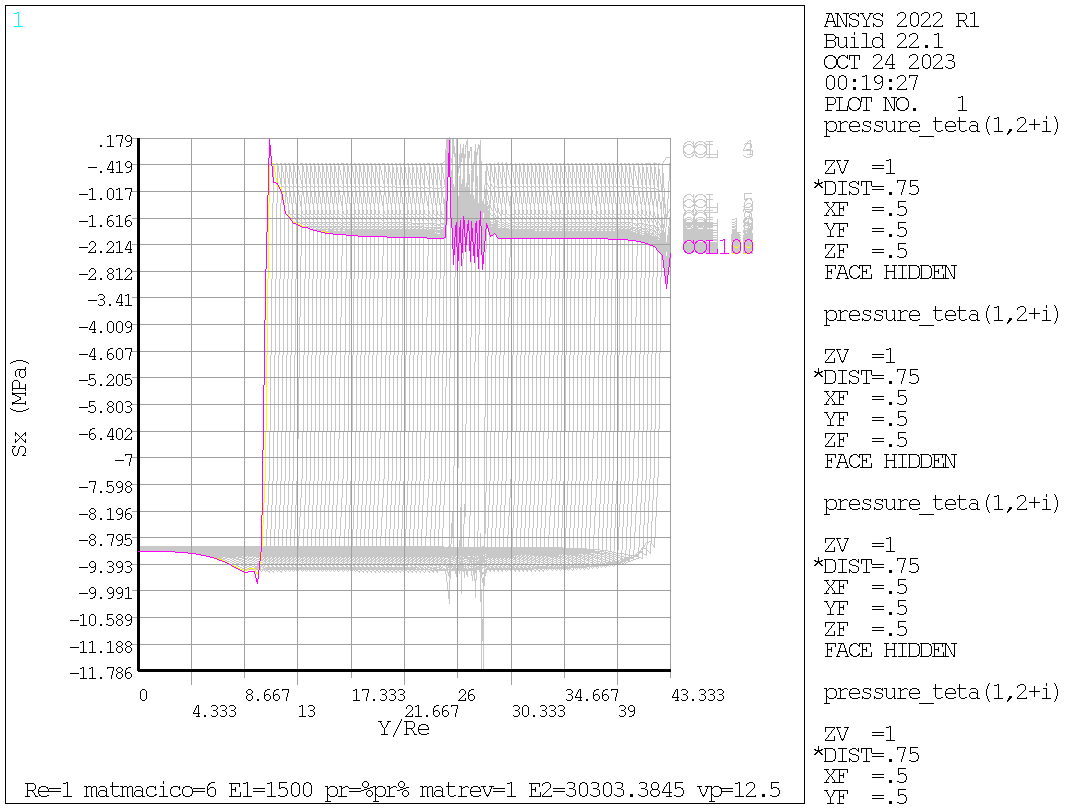 1
ANSYS 2022 R1
Build 22.1
OCT 24 2023
00:19:27
PLOT NO. 1
pressure_teta(1,2+i)
ZV =1
*DIST=.75
XF =.5
YF =.5
ZF =.5
FACE HIDDEN
pressure_teta(1,2+i)
ZV =1
*DIST=.75
XF =.5
YF =.5
ZF =.5
FACE HIDDEN
pressure_teta(1,2+i)
ZV =1
*DIST=.75
XF =.5
YF =.5
ZF =.5
FACE HIDDEN
pressure_teta(1,2+i)
ZV =1
*DIST=.75
XF =.5
YF =.5
.179
-.419
-1.017
-1.616
-2.214
-2.812
-3.41
-4.009
-4.607
-5.205
-5.803
-6.402
-7
-7.598
-8.196
-8.795
-9.393
-9.991
-10.589
-11.188
-11.786
Sx (MPa)
COL
COL
COL100
0 8.667 17.333 26 34.667 43.333
4.333 13 21.667 30.333 39
Y/Re
Re=1 matmacico=6 E1=1500 pr=%pr% matrev=1 E2=30303.3845 vp=12.5